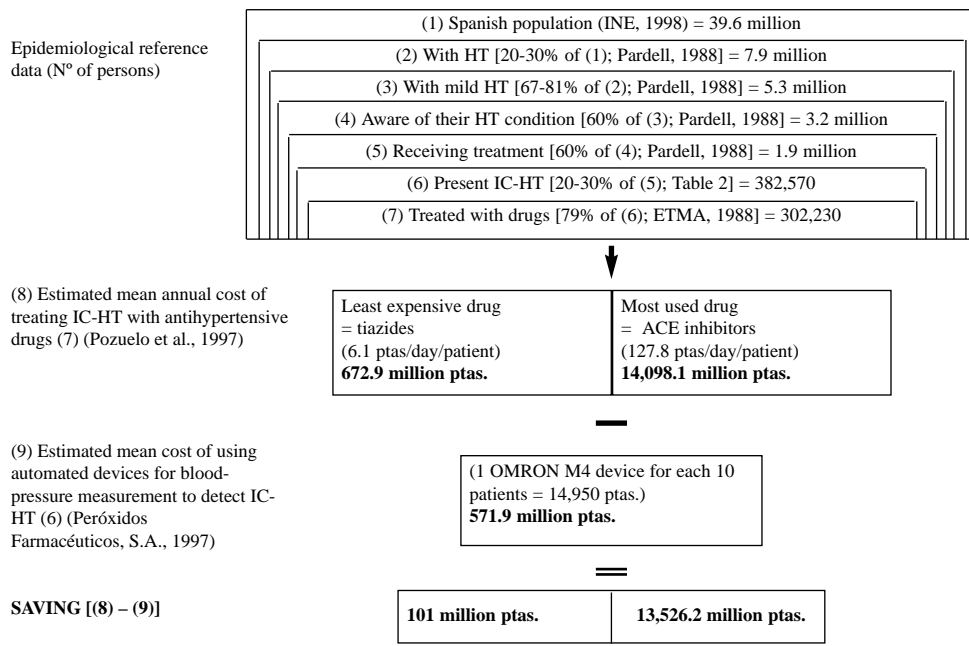 (1) Spanish population (INE, 1998) = 39.6 million
Epidemiological reference
data (Nº of persons)
(2) With HT [20-30% of (1); Pardell, 1988] = 7.9 million
(3) With mild HT [67-81% of (2); Pardell, 1988] = 5.3 million
(4) Aware of their HT condition [60% of (3); Pardell, 1988] = 3.2 million
(5) Receiving treatment [60% of (4); Pardell, 1988] = 1.9 million
(6) Present IC-HT [20-30% of (5); Table 2] = 382,570
(7) Treated with drugs [79% of (6); ETMA, 1988] = 302,230
(8) Estimated mean annual cost of
treating IC-HT with antihypertensive
drugs (7) (Pozuelo et al., 1997)
Least expensive drug
= tiazides
(6.1 ptas/day/patient)
672.9 million ptas.
Most used drug
= ACE inhibitors
(127.8 ptas/day/patient)
14,098.1 million ptas.
(9) Estimated mean cost of using
automated devices for blood-
pressure measurement to detect IC-
HT (6) (Peróxidos
Farmacéuticos, S.A., 1997)
(1 OMRON M4 device for each 10
patients = 14,950 ptas.)
571.9 million ptas.
SAVING [(8) – (9)]
101 million ptas.
13,526.2 million ptas.